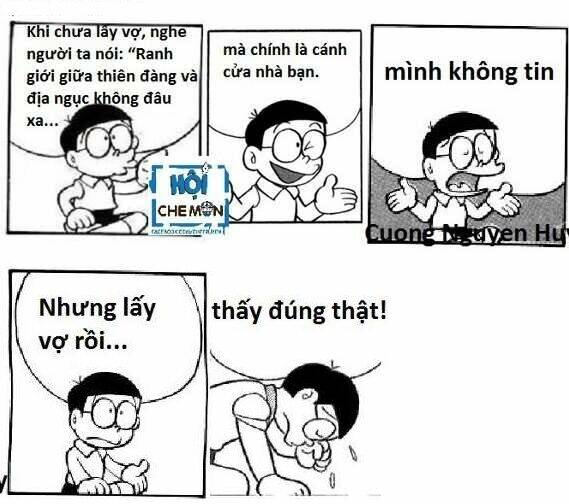 Khi chưa lấy vợ, nghe
người ta nói: “Ranh
giới giữa thiên đàng và
địa ngục không đâu
xa...
mà chính là cánh
cửa nhà bạn.
mình không tin
HỘI
CHEMON
Cuong Nguyen Huy
Nhưng lấy
vợ rồi...
thấy đúng thật!